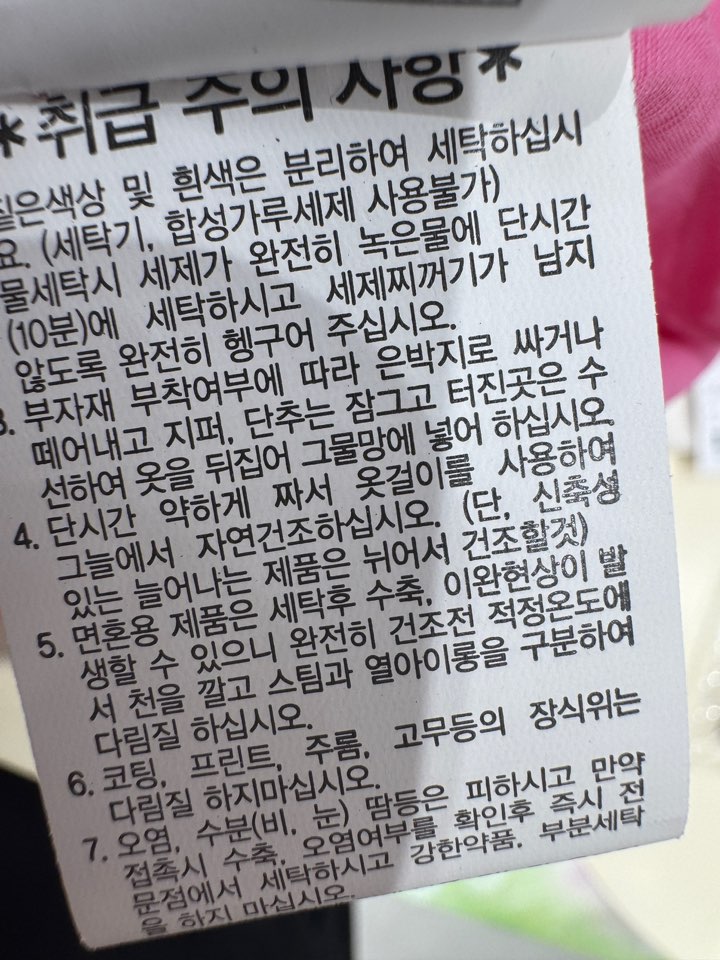 *취급 주의 사항*
짙은색상 및 흰색은 분리하여 세탁하십시
요. (세탁기, 합성가루세제 사용불가)
물세탁시 세제가 완전히 녹은물에 단시간
(10분)에 세탁하시고 세제찌꺼기가 남지
않도록 완전히 헹구어 주십시오.
3. 부자재 부착여부에 따라 은박지로 싸거나
떼어내고 지퍼, 단추는 잠그고 터진곳은 수
선하여 옷을 뒤집어 그물망에 넣어 하십시오.
4. 단시간 약하게 짜서 옷걸이를 사용하여
그늘에서 자연건조하십시오. (단, 신축성
있는 늘어나는 제품은 뉘어서 건조할것)
5. 면혼용 제품은 세탁후 수축, 이완현상이 발
생할 수 있으니 완전히 건조전 적정온도에
서 천을 깔고 스팀과 열아이롱을 구분하여
다림질 하십시오.
6. 코팅, 프린트, 주름, 고무등의 장식위는
다림질 하지마십시오.
7. 오염, 수분(비, 눈) 땀등은 피하시고 만약
접촉시 수축, 오염여부를 확인후 즉시 전
문점에서 세탁하시고 강한약품, 부분세탁
을 하지 마십시오.